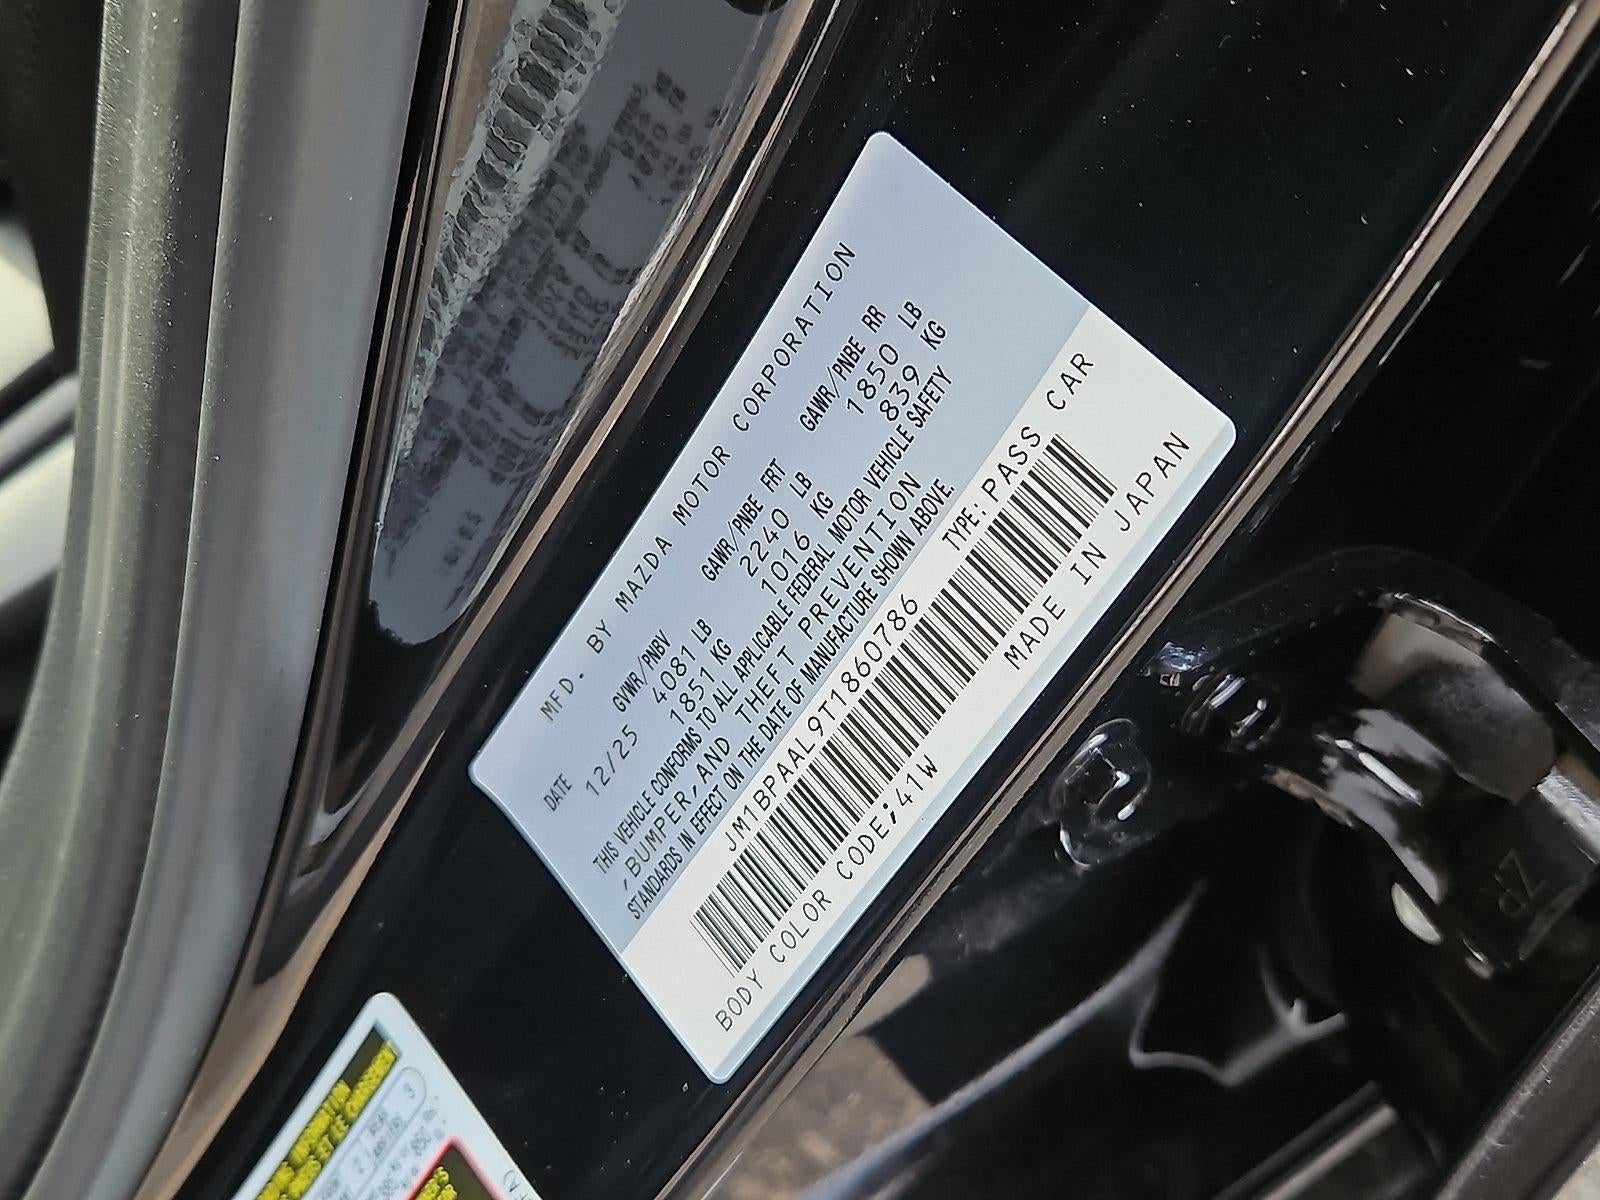 MFD. BY MAZDA MOTOR CORPORATION
DATE GVWR/PNBV GAWR/PNBE FRT GAWR/PNBE RR
12/25 4081 LB 2240 LB 1850 LB
1851 KG 1016 KG 839 KG
THIS VEHICLE CONFORMS TO ALL APPLICABLE FEDERAL MOTOR VEHICLE SAFETY
,BUMPER,AND THEFT PREVENTION
STANDARDS IN EFFECT ON THE DATE OF MANUFACTURE SHOWN ABOVE.
JM1BPAAL9T1860786 TYPE:PASS CAR
BODY COLOR CODE;41W MADE IN JAPAN